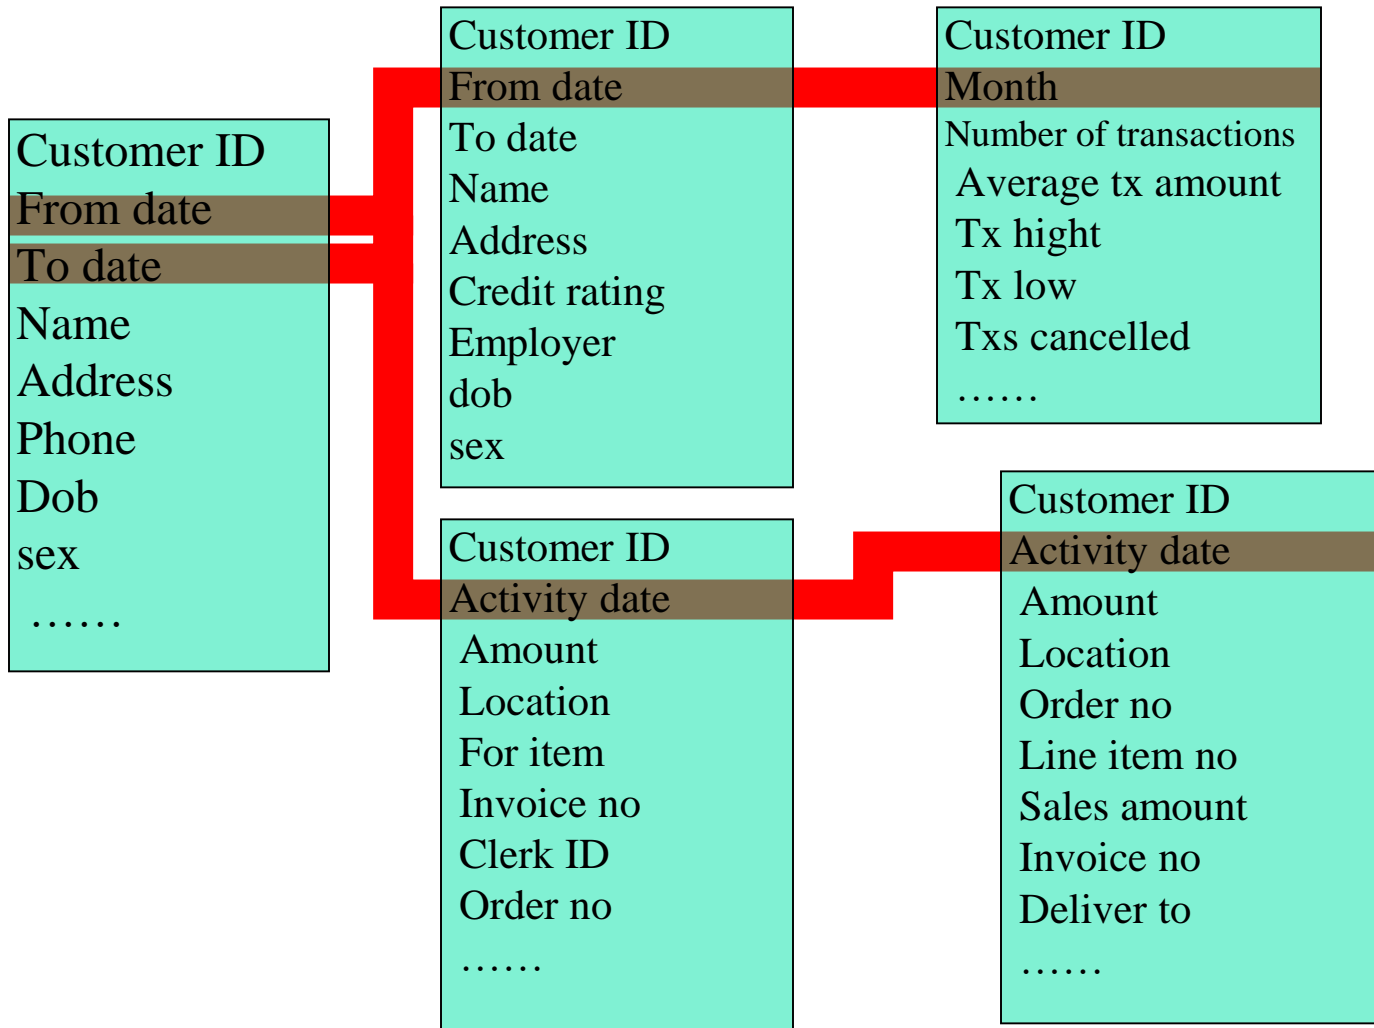 Customer ID
From date
To date
Name
Address
Phone
Dob
sex
……
Customer ID
From date
To date
Name
Address
Credit rating
Employer
dob
sex
Customer ID
Month
Number of transactions
Average tx amount
Tx hight
Tx low
Txs cancelled
……
Customer ID
Activity date
Amount
Location
For item
Invoice no
Clerk ID
Order no
……
Customer ID
Activity date
Amount
Location
Order no
Line item no
Sales amount
Invoice no
Deliver to
……